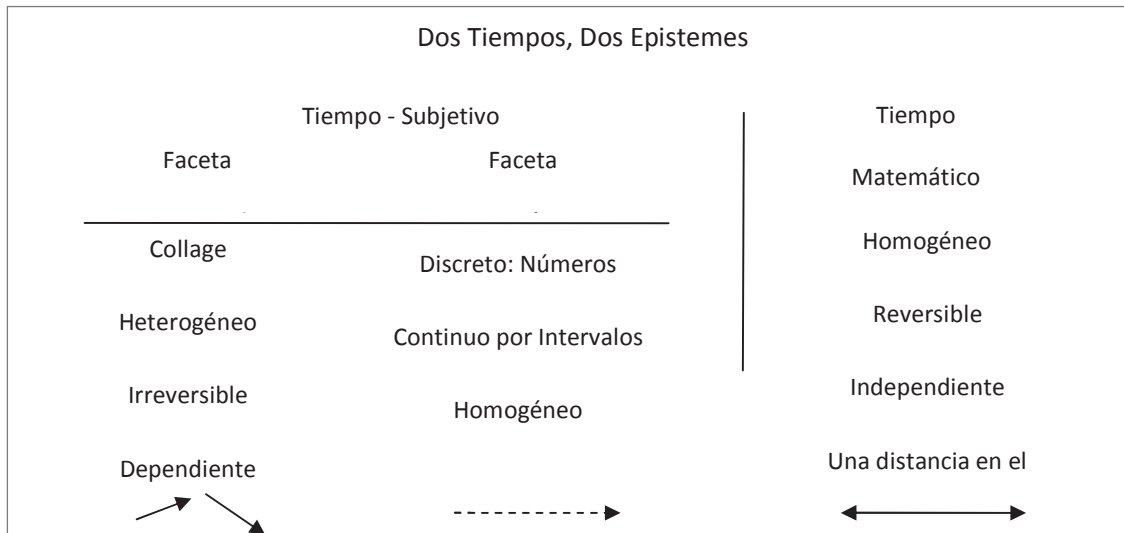 Dos Tiempos, Dos Epistemes
Tiempo - Subjetivo
Faceta
Faceta
Collage
Discreto: Números
Heterogéneo
Continuo por Intervalos
Irreversible
Homogéneo
Dependiente
Tiempo
Matemático
Homogéneo
Reversible
Independiente
Una distancia en el